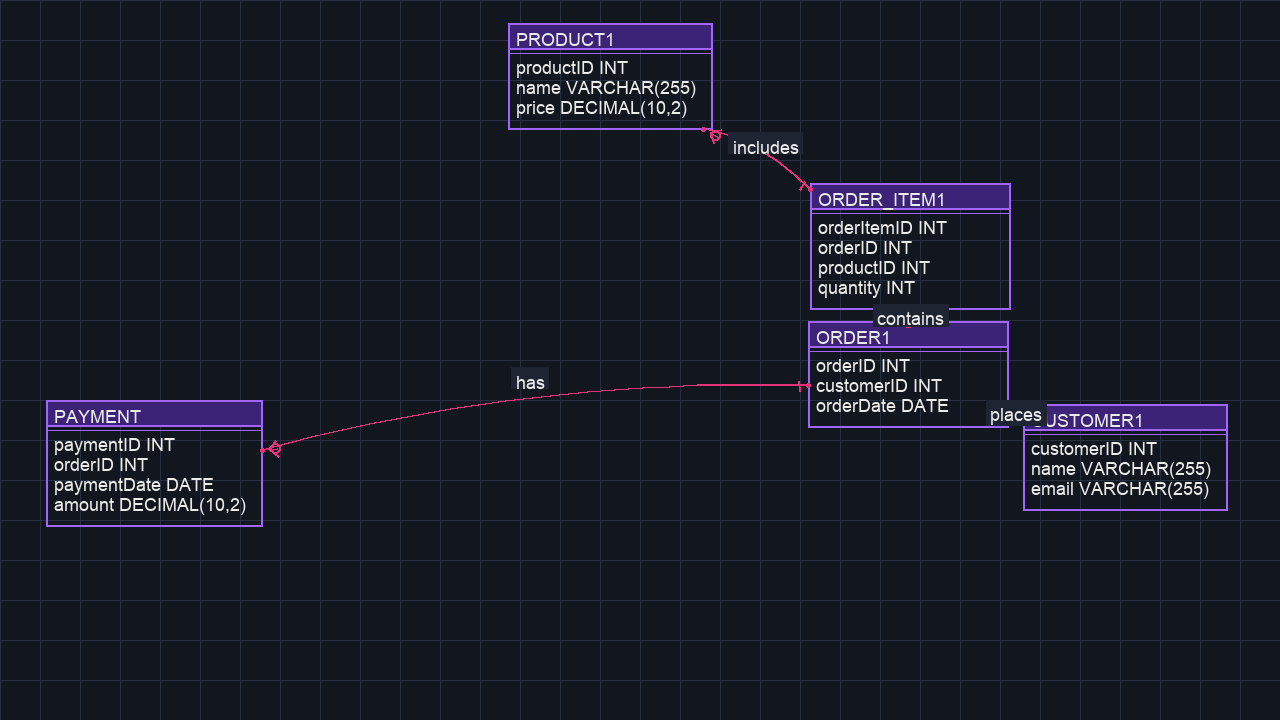 PRODUCT1
productID INT
name VARCHAR(255)
price DECIMAL(10,2)
includes
ORDER_ITEM1
orderItemID INT
orderID INT
productID INT
quantity INT
contains
ORDER1
orderID INT
customerID INT
orderDate DATE
has
places
PAYMENT
paymentID INT
orderID INT
paymentDate DATE
amount DECIMAL(10,2)
CUSTOMER1
customerID INT
name VARCHAR(255)
email VARCHAR(255)